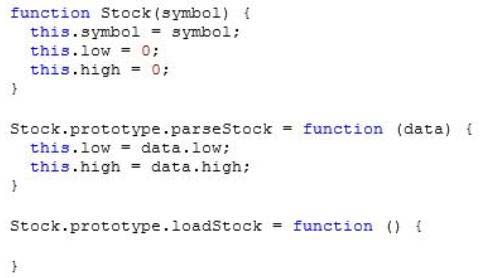 function Stock(symbol) {
  this.symbol = symbol;
  this.low = 0;
  this.high = 0;
}
Stock.prototype.parseStock = function (data) {
  this.low = data.low;
  this.high = data.high;
}
Stock.prototype.loadStock = function () {
}